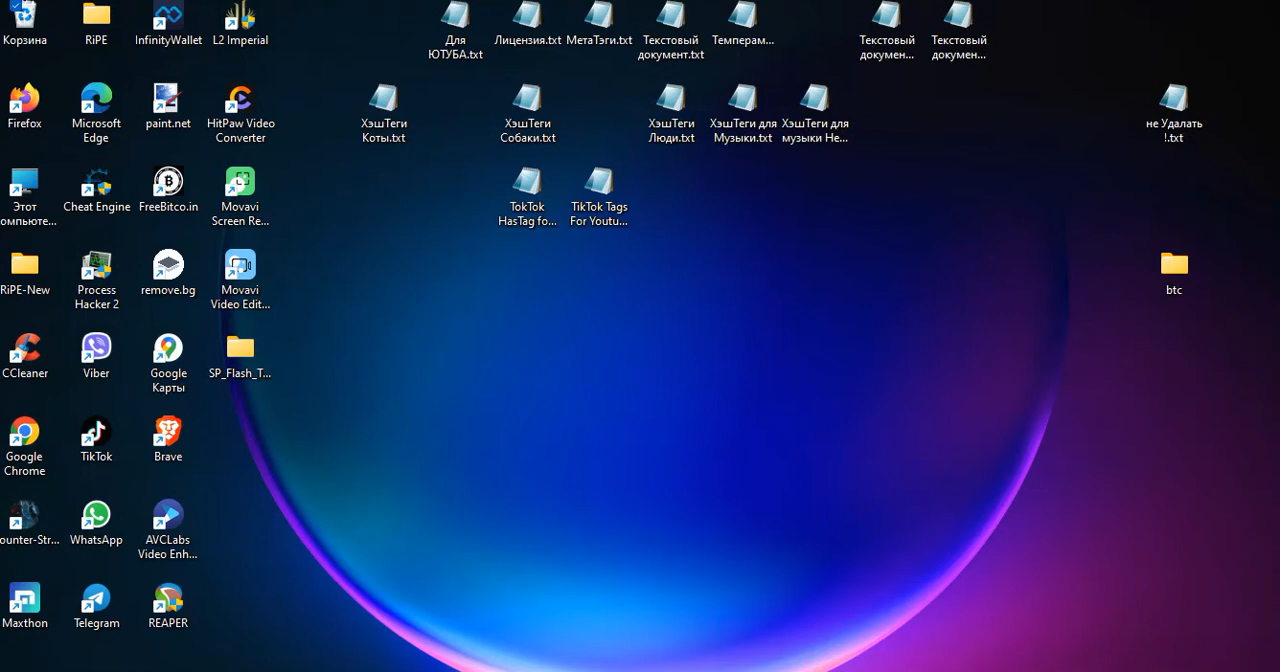 Корзина
RiPE
InfinityWallet
L2 Imperial
Для
ЮТУБА.txt
Лицензия.txt
МетаТэги.txt
Текстовый
документ.txt
Темперам...
Текстовый
докумен...
Текстовый
докумен...
Firefox
Microsoft
Edge
paint.net
HitPaw Video
Converter
ХэшТеги
Коты.txt
ХэшТеги
Собаки.txt
ХэшТеги
Люди.txt
ХэшТеги для
Музыки.txt
ХэшТеги для
музыки Не...
не Удалать
!.txt
Этот
омпьюте...
Cheat Engine
FreeBitco.in
Movavi
Screen Re...
TokTok
HasTag fo...
TikTok Tags
For Youtu...
RiPE-New
Process
Hacker 2
remove.bg
Movavi
Video Edit...
btc
CCleaner
Viber
Google
Карты
SP_Flash_T...
Google
Chrome
TikTok
Brave
ounter-Str...
WhatsApp
AVCLabs
Video Enh...
Maxthon
Telegram
REAPER